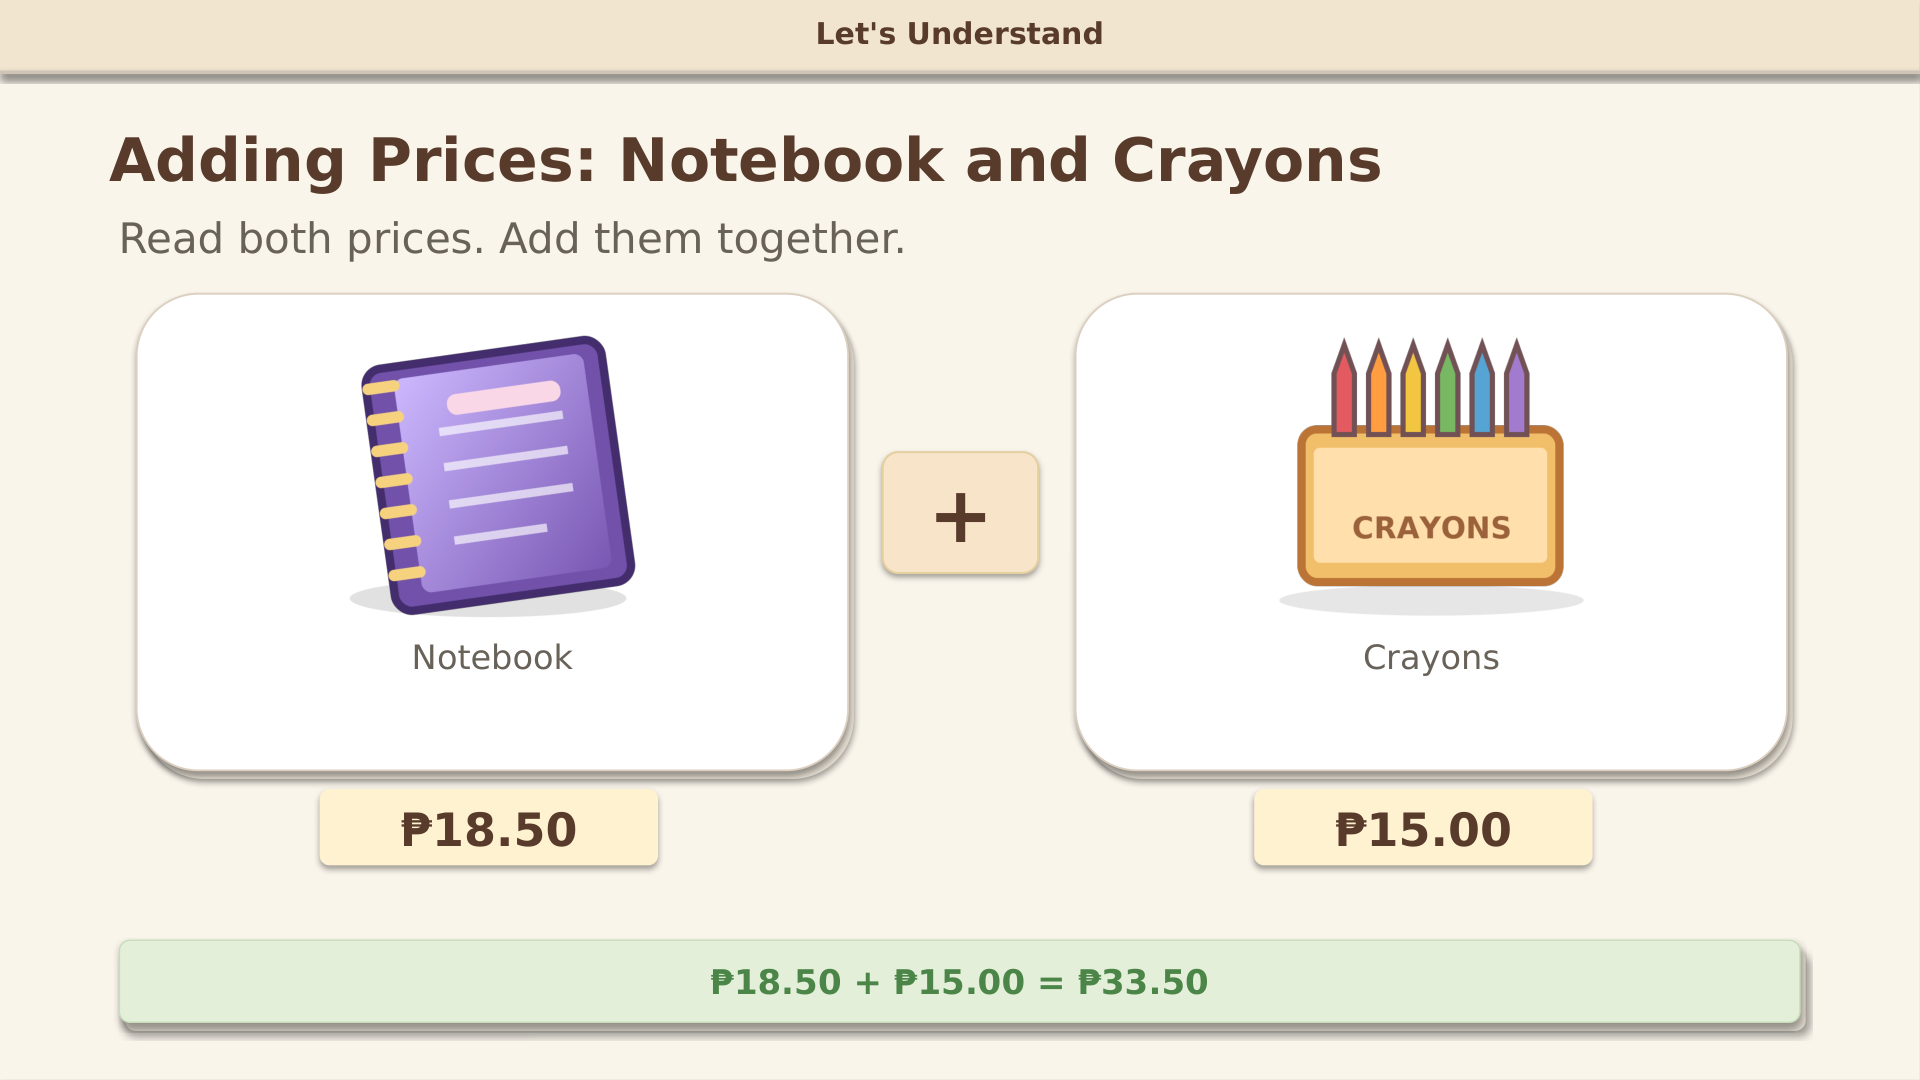 Let's Understand
Adding Prices: Notebook and Crayons
Read both prices. Add them together.
CRAYONS
+
Notebook
Crayons
₱18.50
₱15.00
₱18.50 + ₱15.00 = ₱33.50